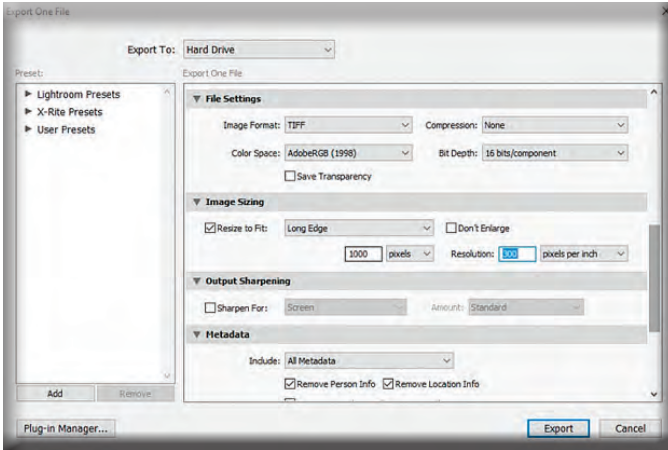 Export One File
Export To: Hard Drive
Preset:
Lightroom Presets
X-Rite Presets
User Presets
Add Remove
Plug-in Manager...
Export One File
File Settings
Image Format: TIFF Compression: None
Color Space: AdobeRGB (1998) Bit Depth: 16 bits/component
Save Transparency
Image Sizing
Resize to Fit: Long Edge Don't Enlarge
1000 pixels Resolution: 300 pixels per inch
Output Sharpening
Sharpen For: Screen Amount: Standard
Metadata
Include: All Metadata
Remove Person Info Remove Location Info
Export Cancel